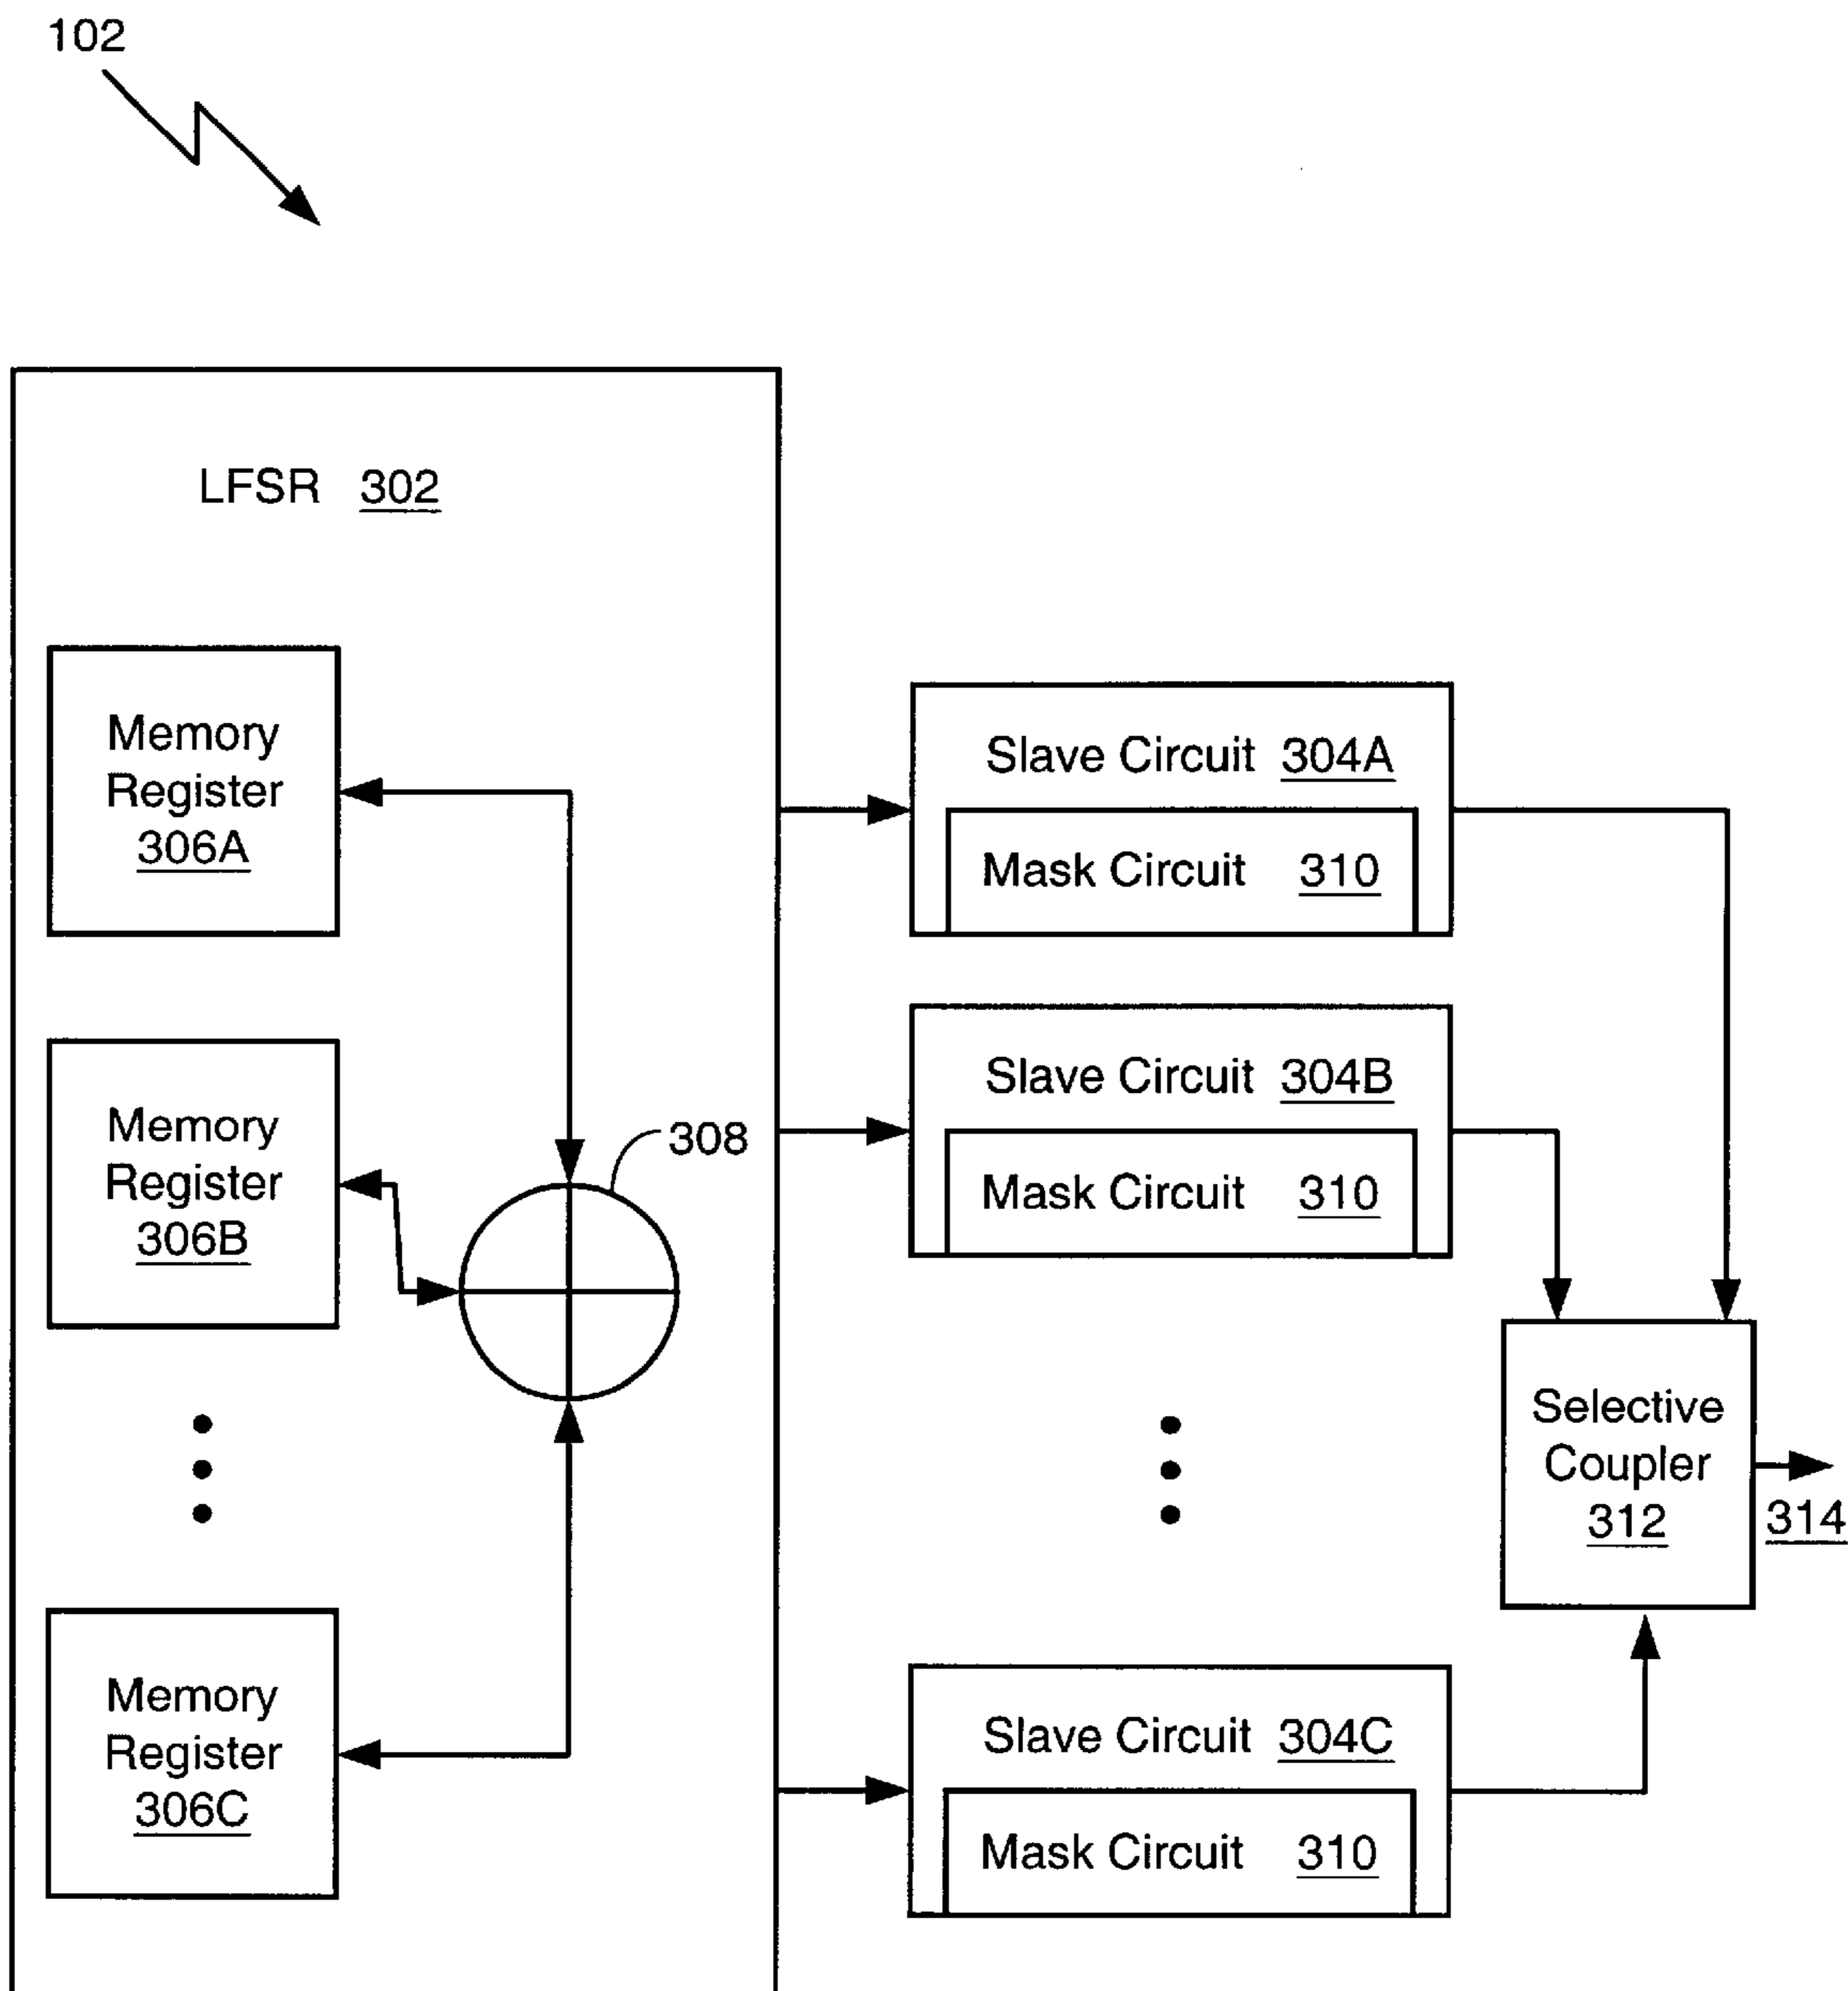 102
LFSR 302
Memory
Register
306A
Memory
Register
306B
308
Memory
Register
306C
Slave Circuit 304A
Mask Circuit 310
Slave Circuit 304B
Mask Circuit 310
Slave Circuit 304C
Mask Circuit 310
Selective
Coupler
312
314